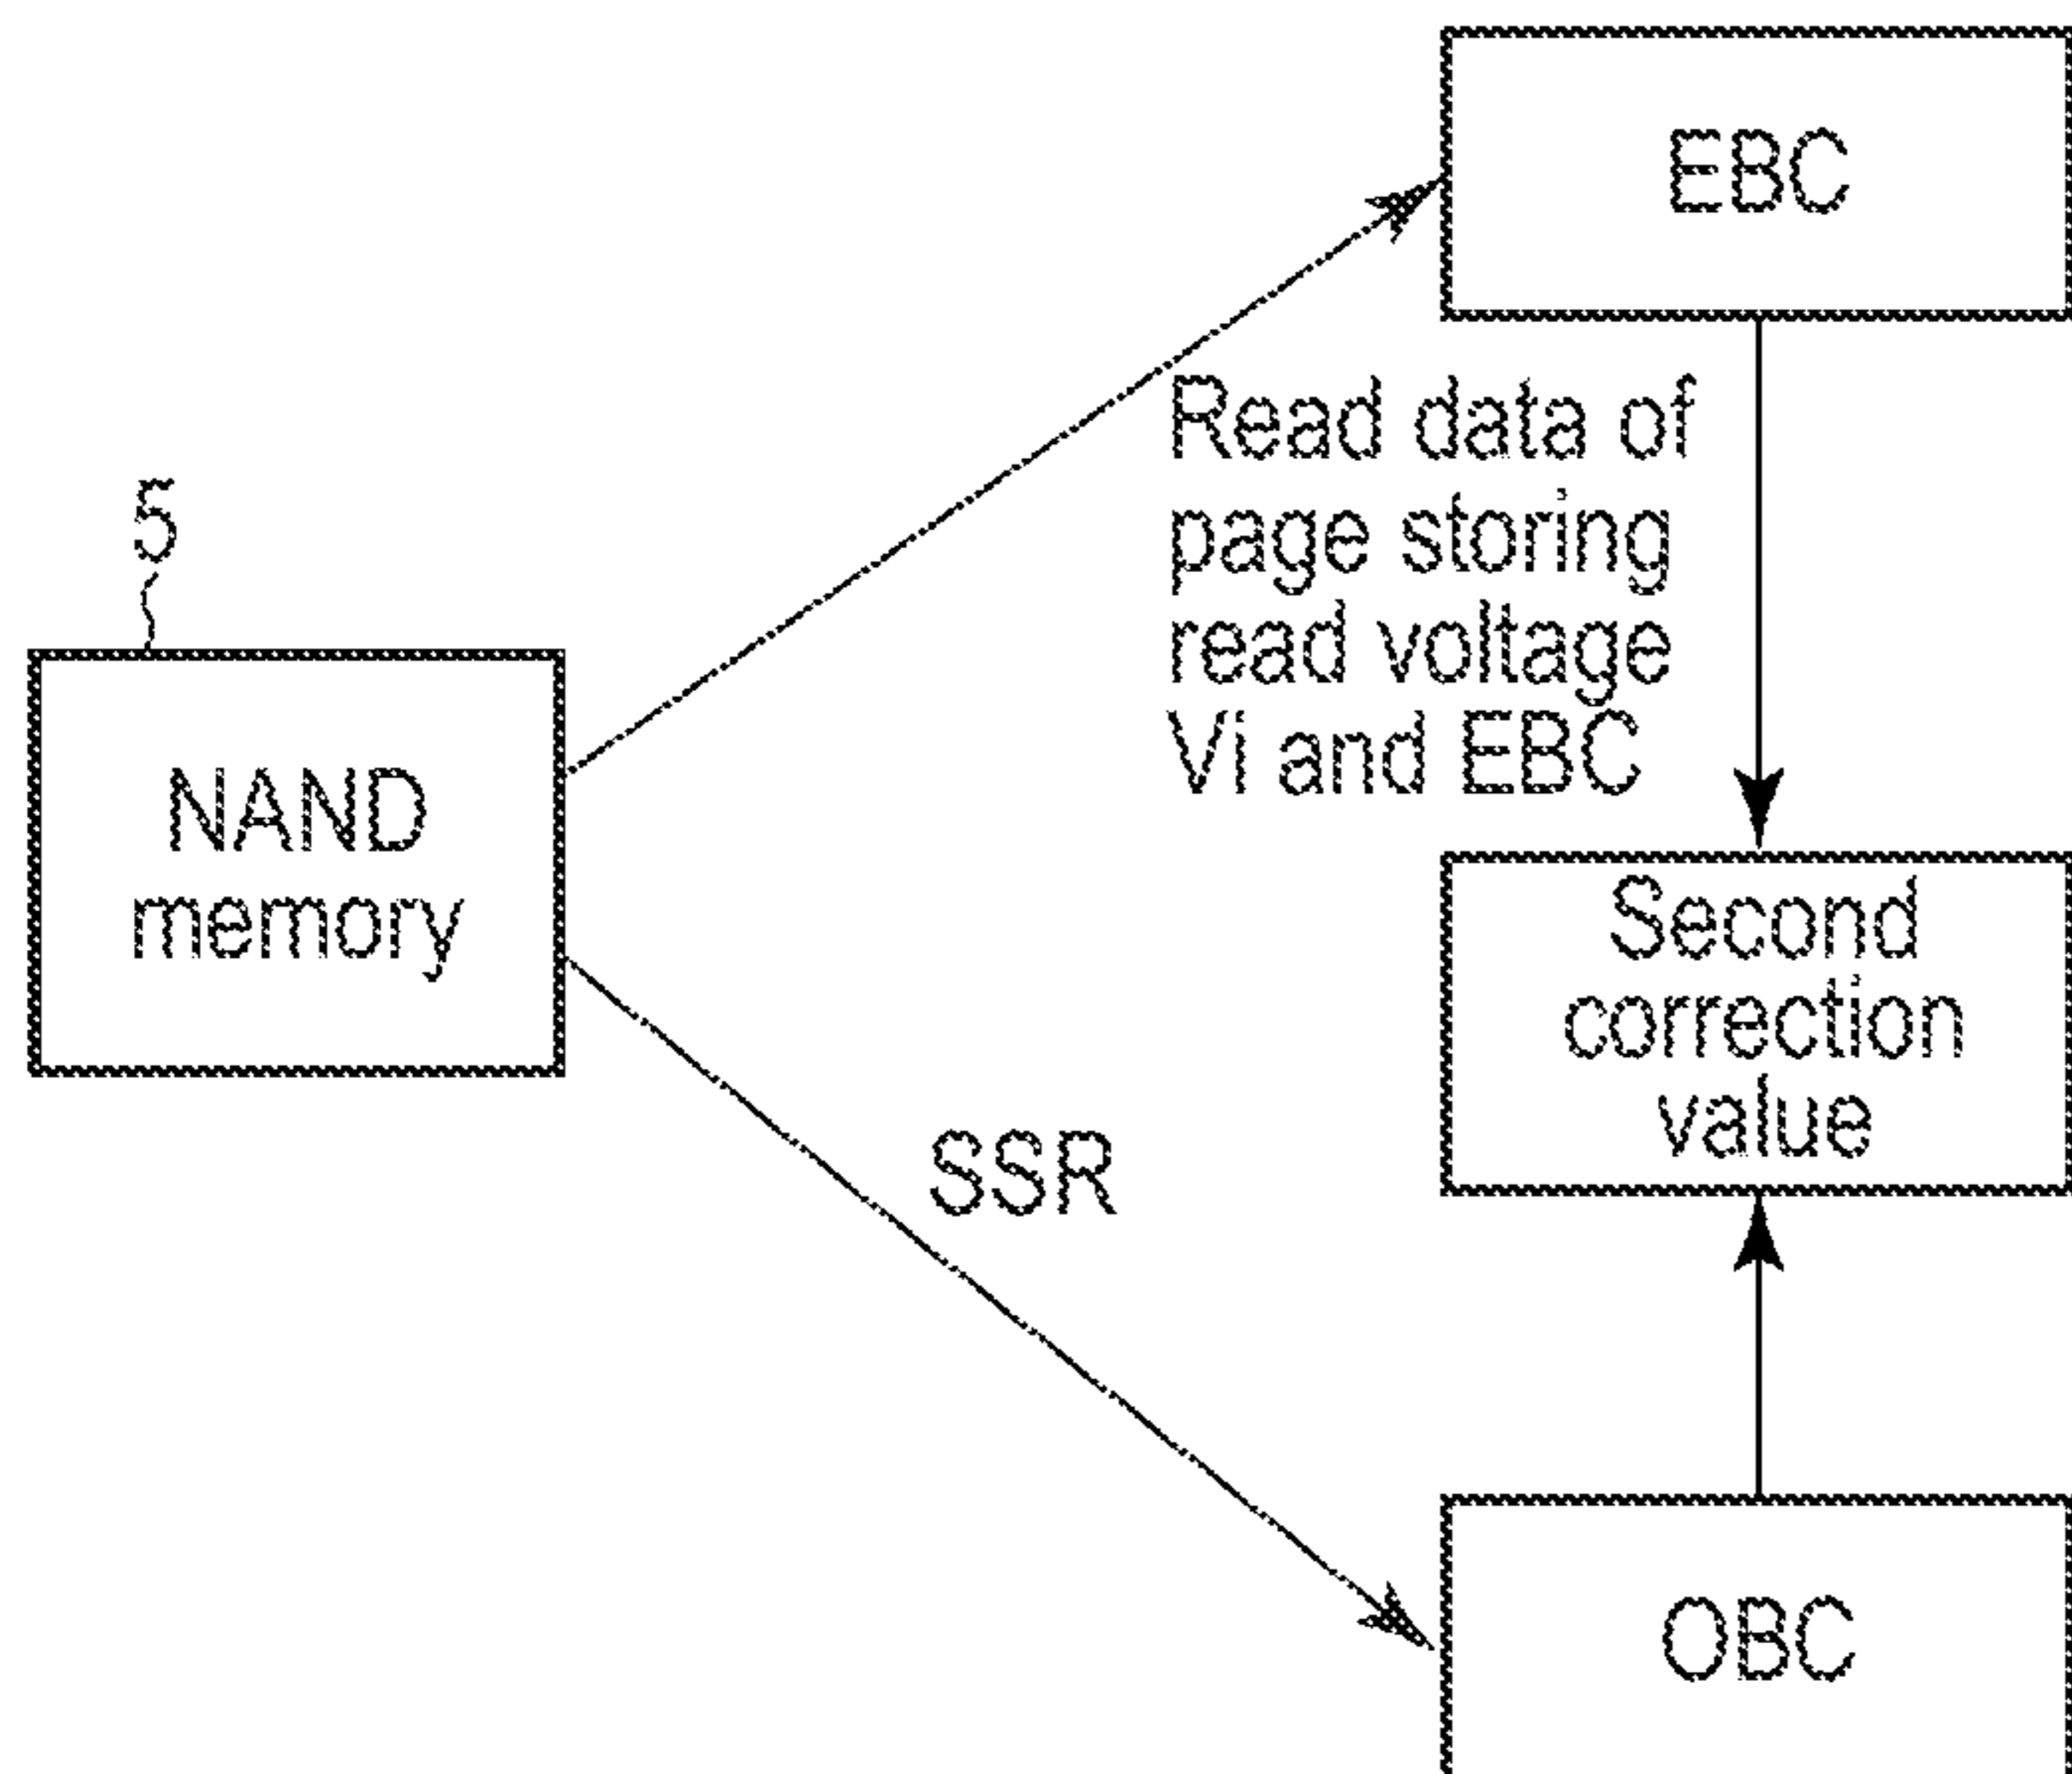 EBC
Read data of
page storing
read voltage
Vi and EBC
5
NAND
memory
Second
correction
value
SSR
OBC